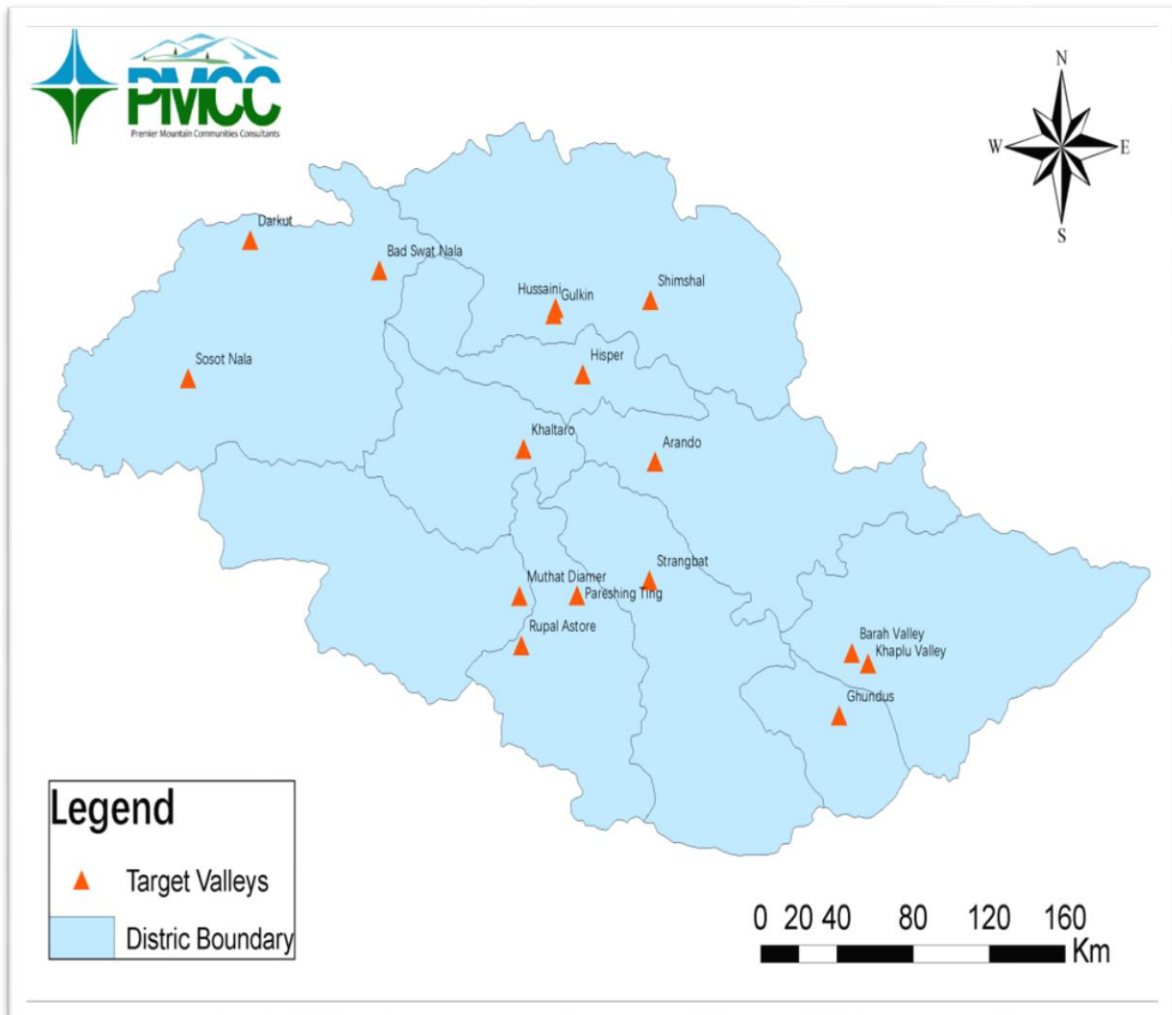 PMCC
Premier Mountain Communities Consultants
N
W
E
S
Darkut
Bad Swat Nala
Shimshal
Hussaini
Gulkin
Sosot Nala
Hisper
Khaltaro
Arando
Strangbat
Muthat Diamer
Pareshing Ting
Rupal Astore
Barah Valley
Khaplu Valley
Ghundus
Legend
Target Valleys
Distric Boundary
0 20 40 80 120 160
Km